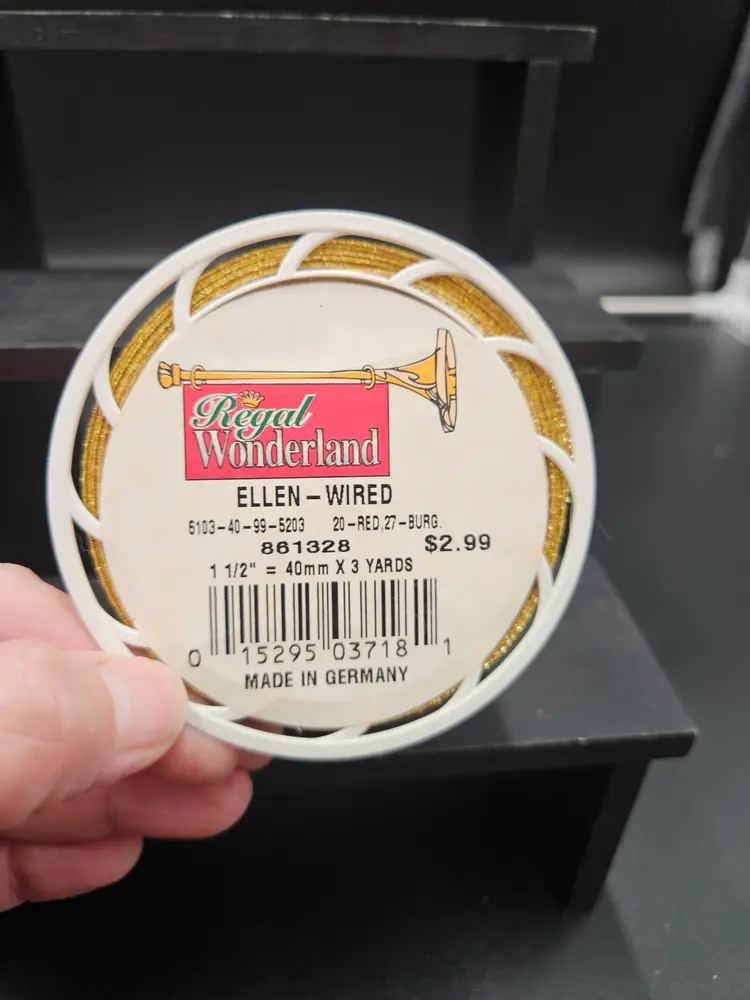 Regal
Wonderland
ELLEN - WIRED
6103-40-99-5203 20-RED,27-BURG.
861328 $2.99
1 1/2" = 40mm X 3 YARDS
0 15295 03718 1
MADE IN GERMANY